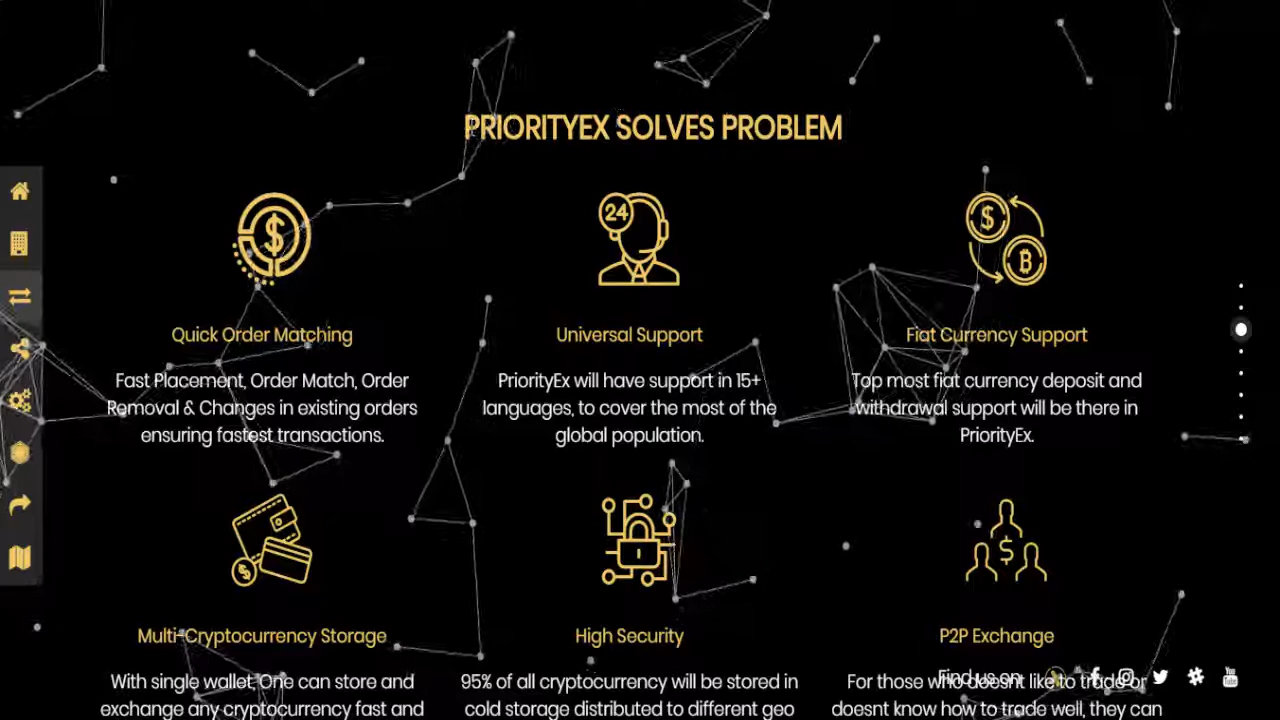 PRIORITYEX SOLVES PROBLEM
24
$
$
B
Quick Order Matching
Universal Support
Fiat Currency Support
Fast Placement, Order Match, Order
Removal & Changes in existing orders
ensuring fastest transactions.
PriorityEx will have support in 15+
languages, to cover the most of the
global population.
Top most fiat currency deposit and
withdrawal support will be there in
PriorityEx.
$
$
Multi-Cryptocurrency Storage
High Security
P2P Exchange
With single wallet, One can store and
exchange any cryptocurrency fast and
95% of all cryptocurrency will be stored in
cold storage distributed to different geo
For those who doesnt like to trade or
doesnt know how to trade well, they can
Find us on
You
Tube